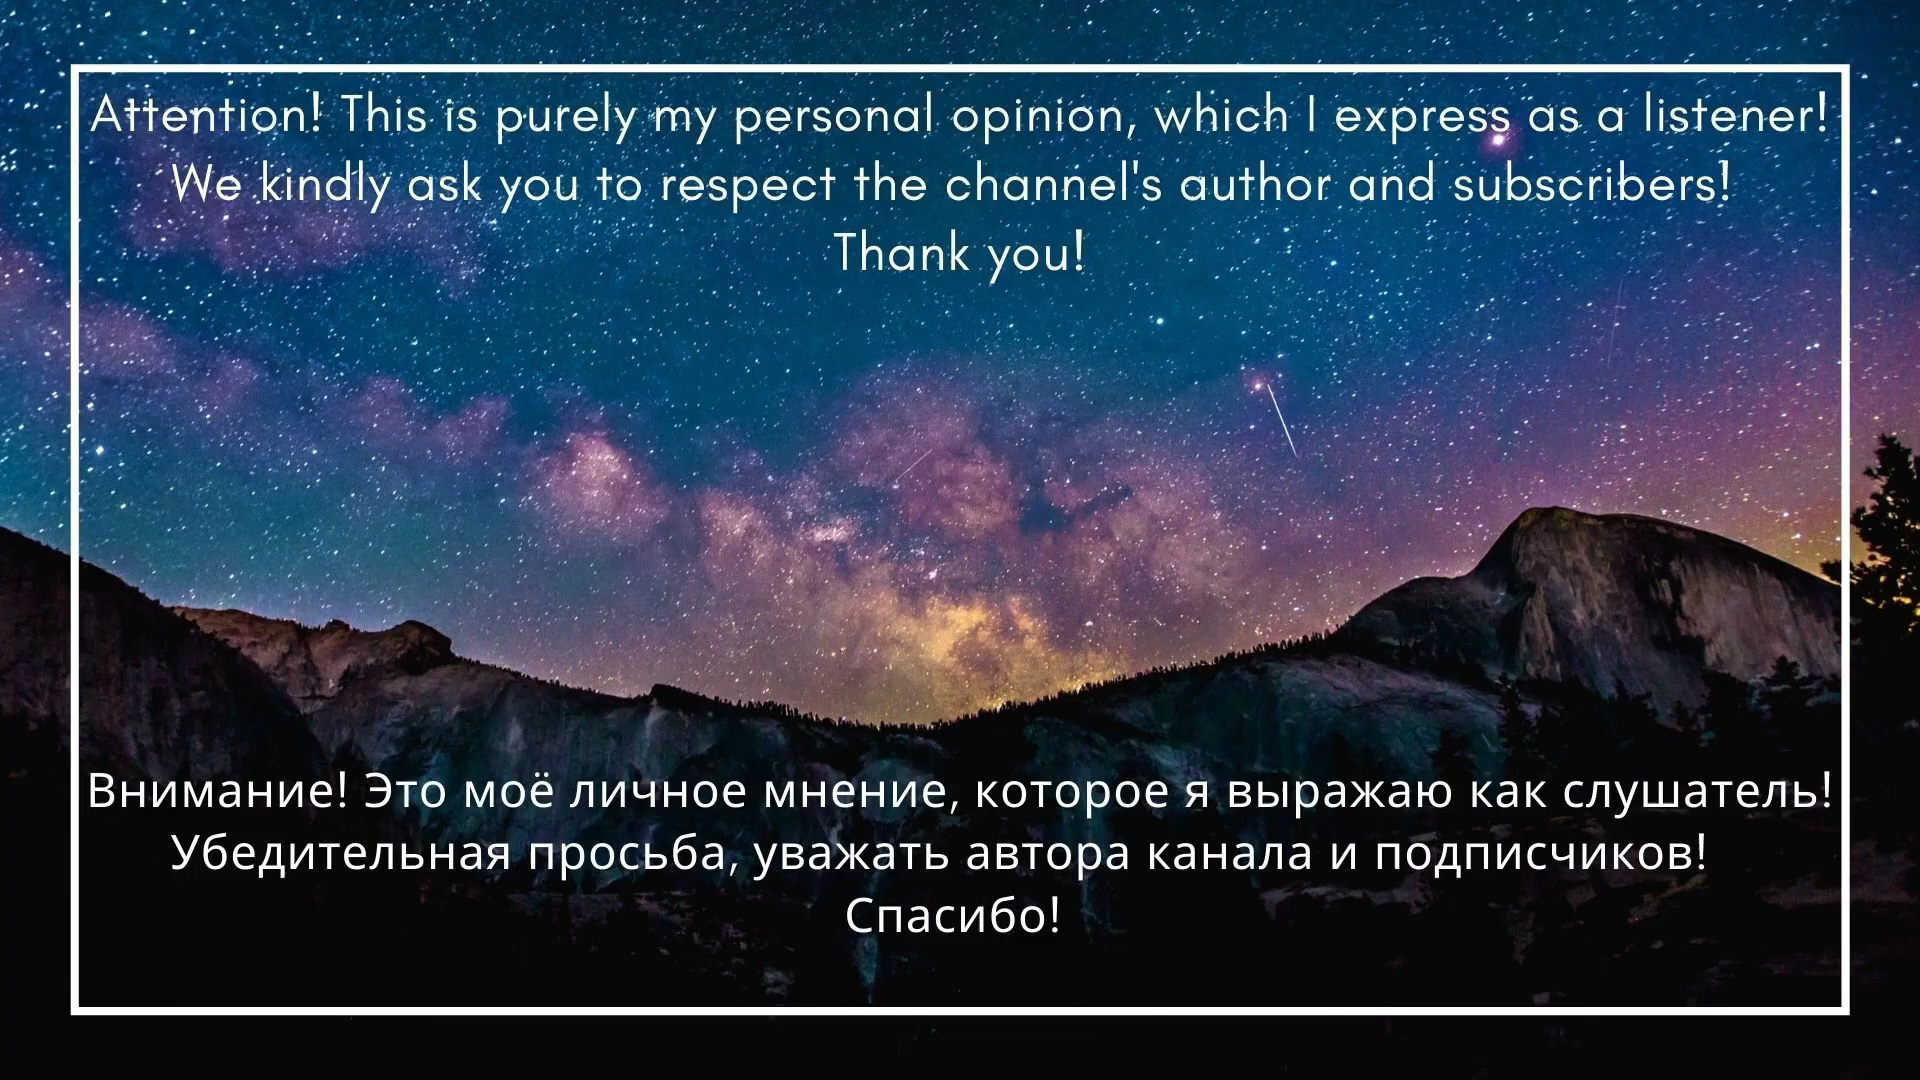 Attention! This is purely my personal opinion, which I express as a listener!
We kindly ask you to respect the channel's author and subscribers!
Thank you!
Внимание! Это моё личное мнение, которое я выражаю как слушатель!
Убедительная просьба, уважать автора канала и подписчиков!
Спасибо!